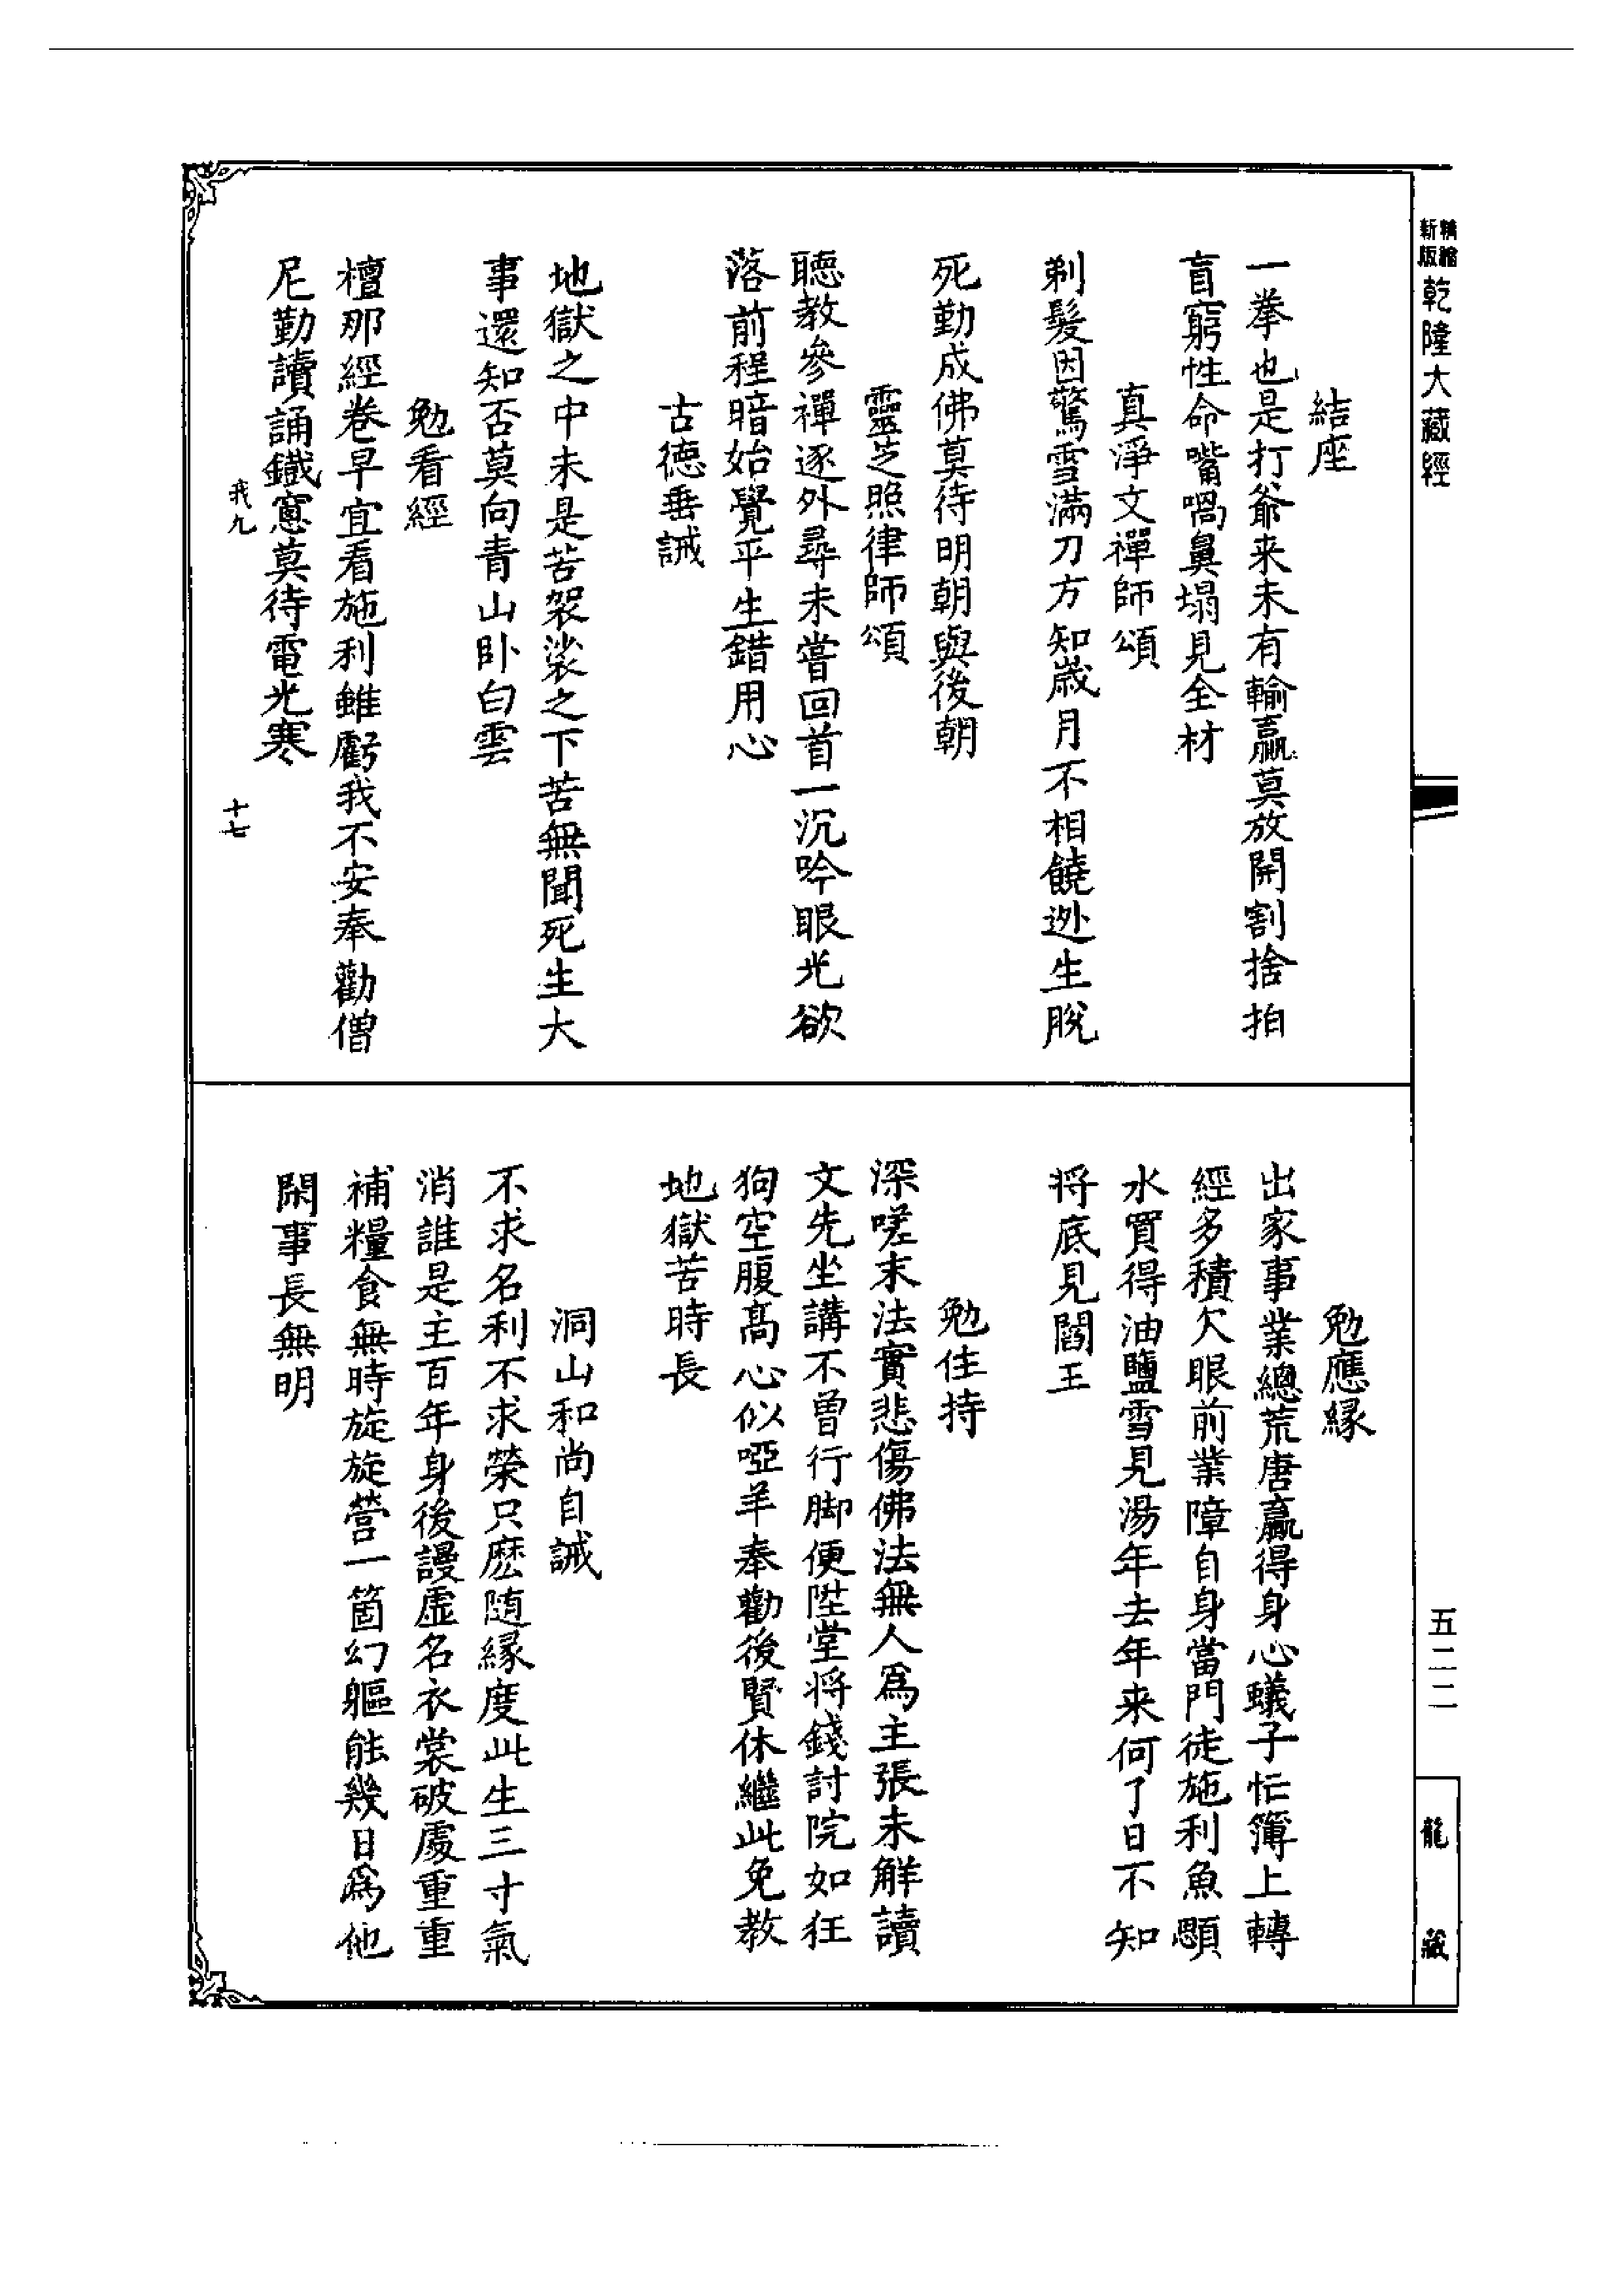 精縮
新版
乾隆大藏經
結座
一拳也是打爺来未有輸贏莫放開割捨拍
盲窮性命嘴喎鼻塌見全材
真淨文禪師頌
剃髮因驚雪滿刀方知歲月不相饒迯生脫
死勤成佛莫待明朝與後朝
靈芝照律師頌
聽教參禪逐外尋未嘗回首一沉吟眼光欲
落前程暗始覺平生錯用心
古德垂誡
地獄之中未是苦袈裟之下苦無聞死生大
事還知否莫向青山卧白雲
勉看經
檀那經卷早宜看施利雖虧我不安奉勸僧
尼勤讀誦鐵窻莫待電光寒
我九
十七
勉應緣
出家事業總荒唐贏得身心蟻子忙簿上轉
經多積欠眼前業障自身當門徒施利魚顋
水買得油鹽雪見湯年去年来何了日不知
将底見閻王
勉住持
深嗟末法實悲傷佛法無人為主張未解讀
文先坐講不曾行脚便陞堂将錢討院如狂
狗空腹髙心似啞羊奉勸後賢休繼此免教
地獄苦時長
洞山和尚自誡
不求名利不求榮只麽随縁度此生三寸氣
消誰是主百年身後謾虛名衣裳破處重重
補糧食無時旋旋營一箇幻軀能幾日為他
閑事長無明
五二二
龍藏